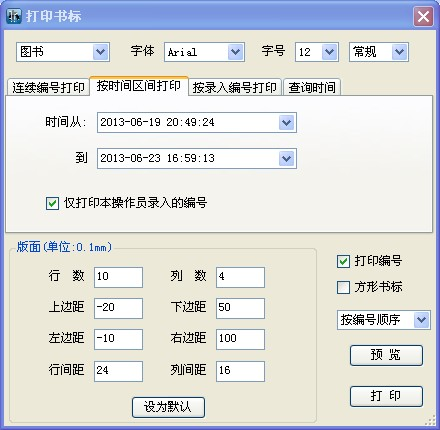 打印书标
图书 字体 Arial 字号 12 常规
连续编号打印 按时间区间打印 按录入编号打印 查询时间
时间从: 2013-06-19 20:49:24
到 2013-06-23 16:59:13
仅打印本操作员录入的编号
版面(单位:0.1mm)
行 数 10 列 数 4
上边距 -20 下边距 50
左边距 -10 右边距 100
行间距 24 列间距 16
设为默认
打印编号
方形书标
按编号顺序
预 览
打 印